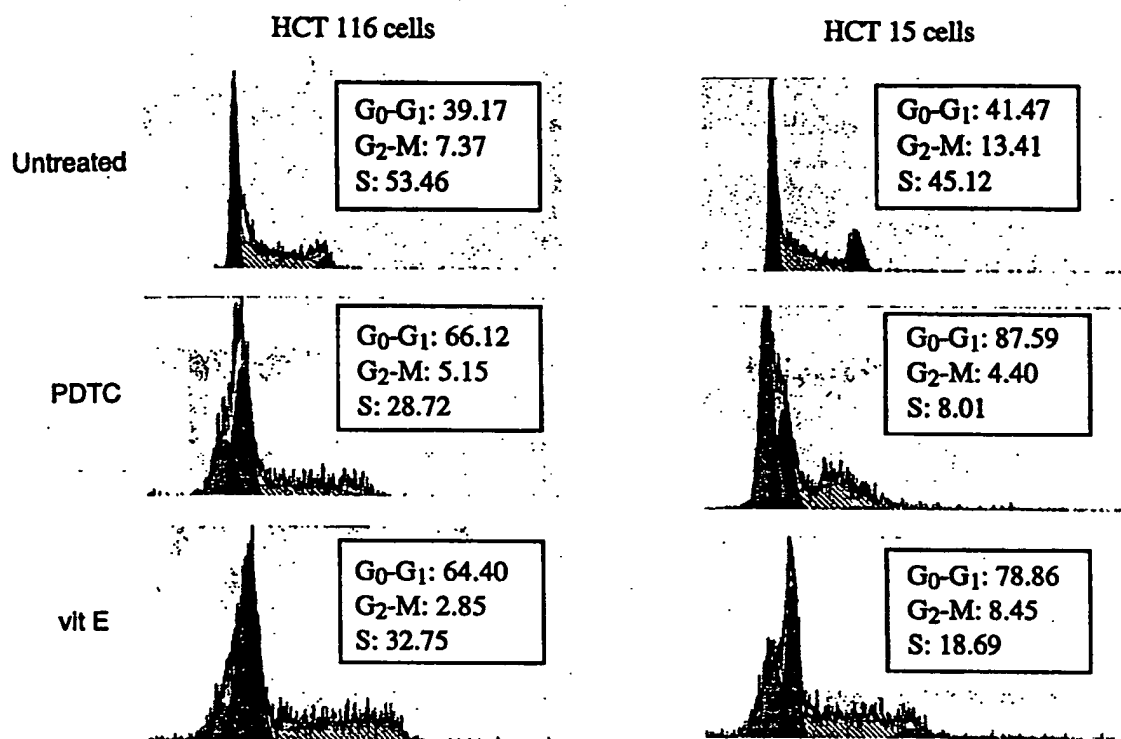 HCT 116 cells
HCT 15 cells
Untreated
G0-G1: 39.17
G2-M: 7.37
S: 53.46
G0-G1: 41.47
G2-M: 13.41
S: 45.12
PDTC
G0-G1: 66.12
G2-M: 5.15
S: 28.72
G0-G1: 87.59
G2-M: 4.40
S: 8.01
vit E
G0-G1: 64.40
G2-M: 2.85
S: 32.75
G0-G1: 78.86
G2-M: 8.45
S: 18.69